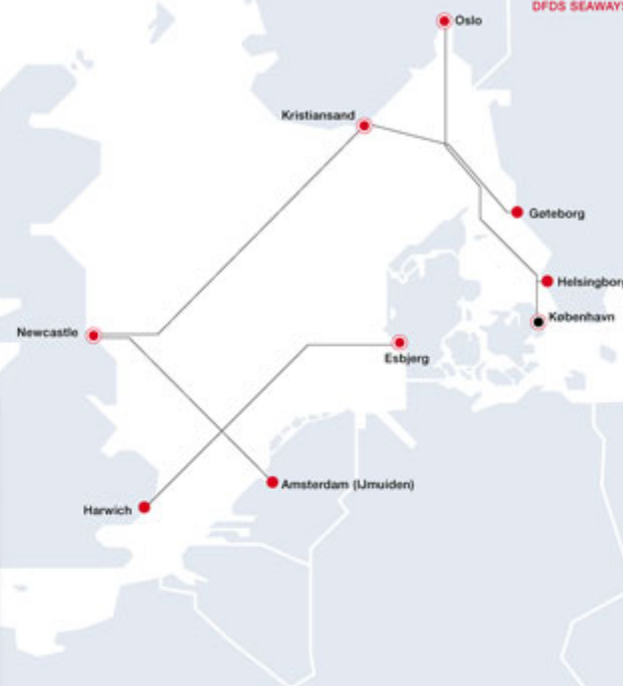 DFDS SEAWAYS
Oslo
Kristiansand
Gøteborg
Helsingborg
København
Newcastle
Esbjerg
Amsterdam (IJmuiden)
Harwich